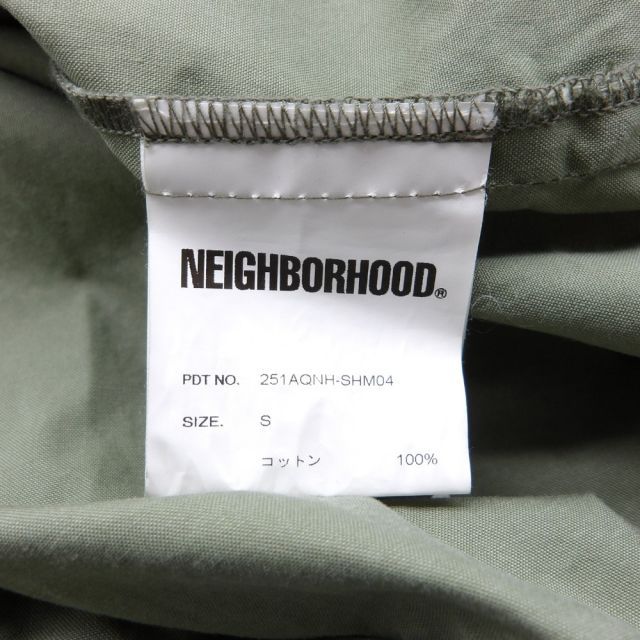 NEIGHBORHOOD®
PDT NO. 251AQNH-SHM04
SIZE. S
コットン 100%